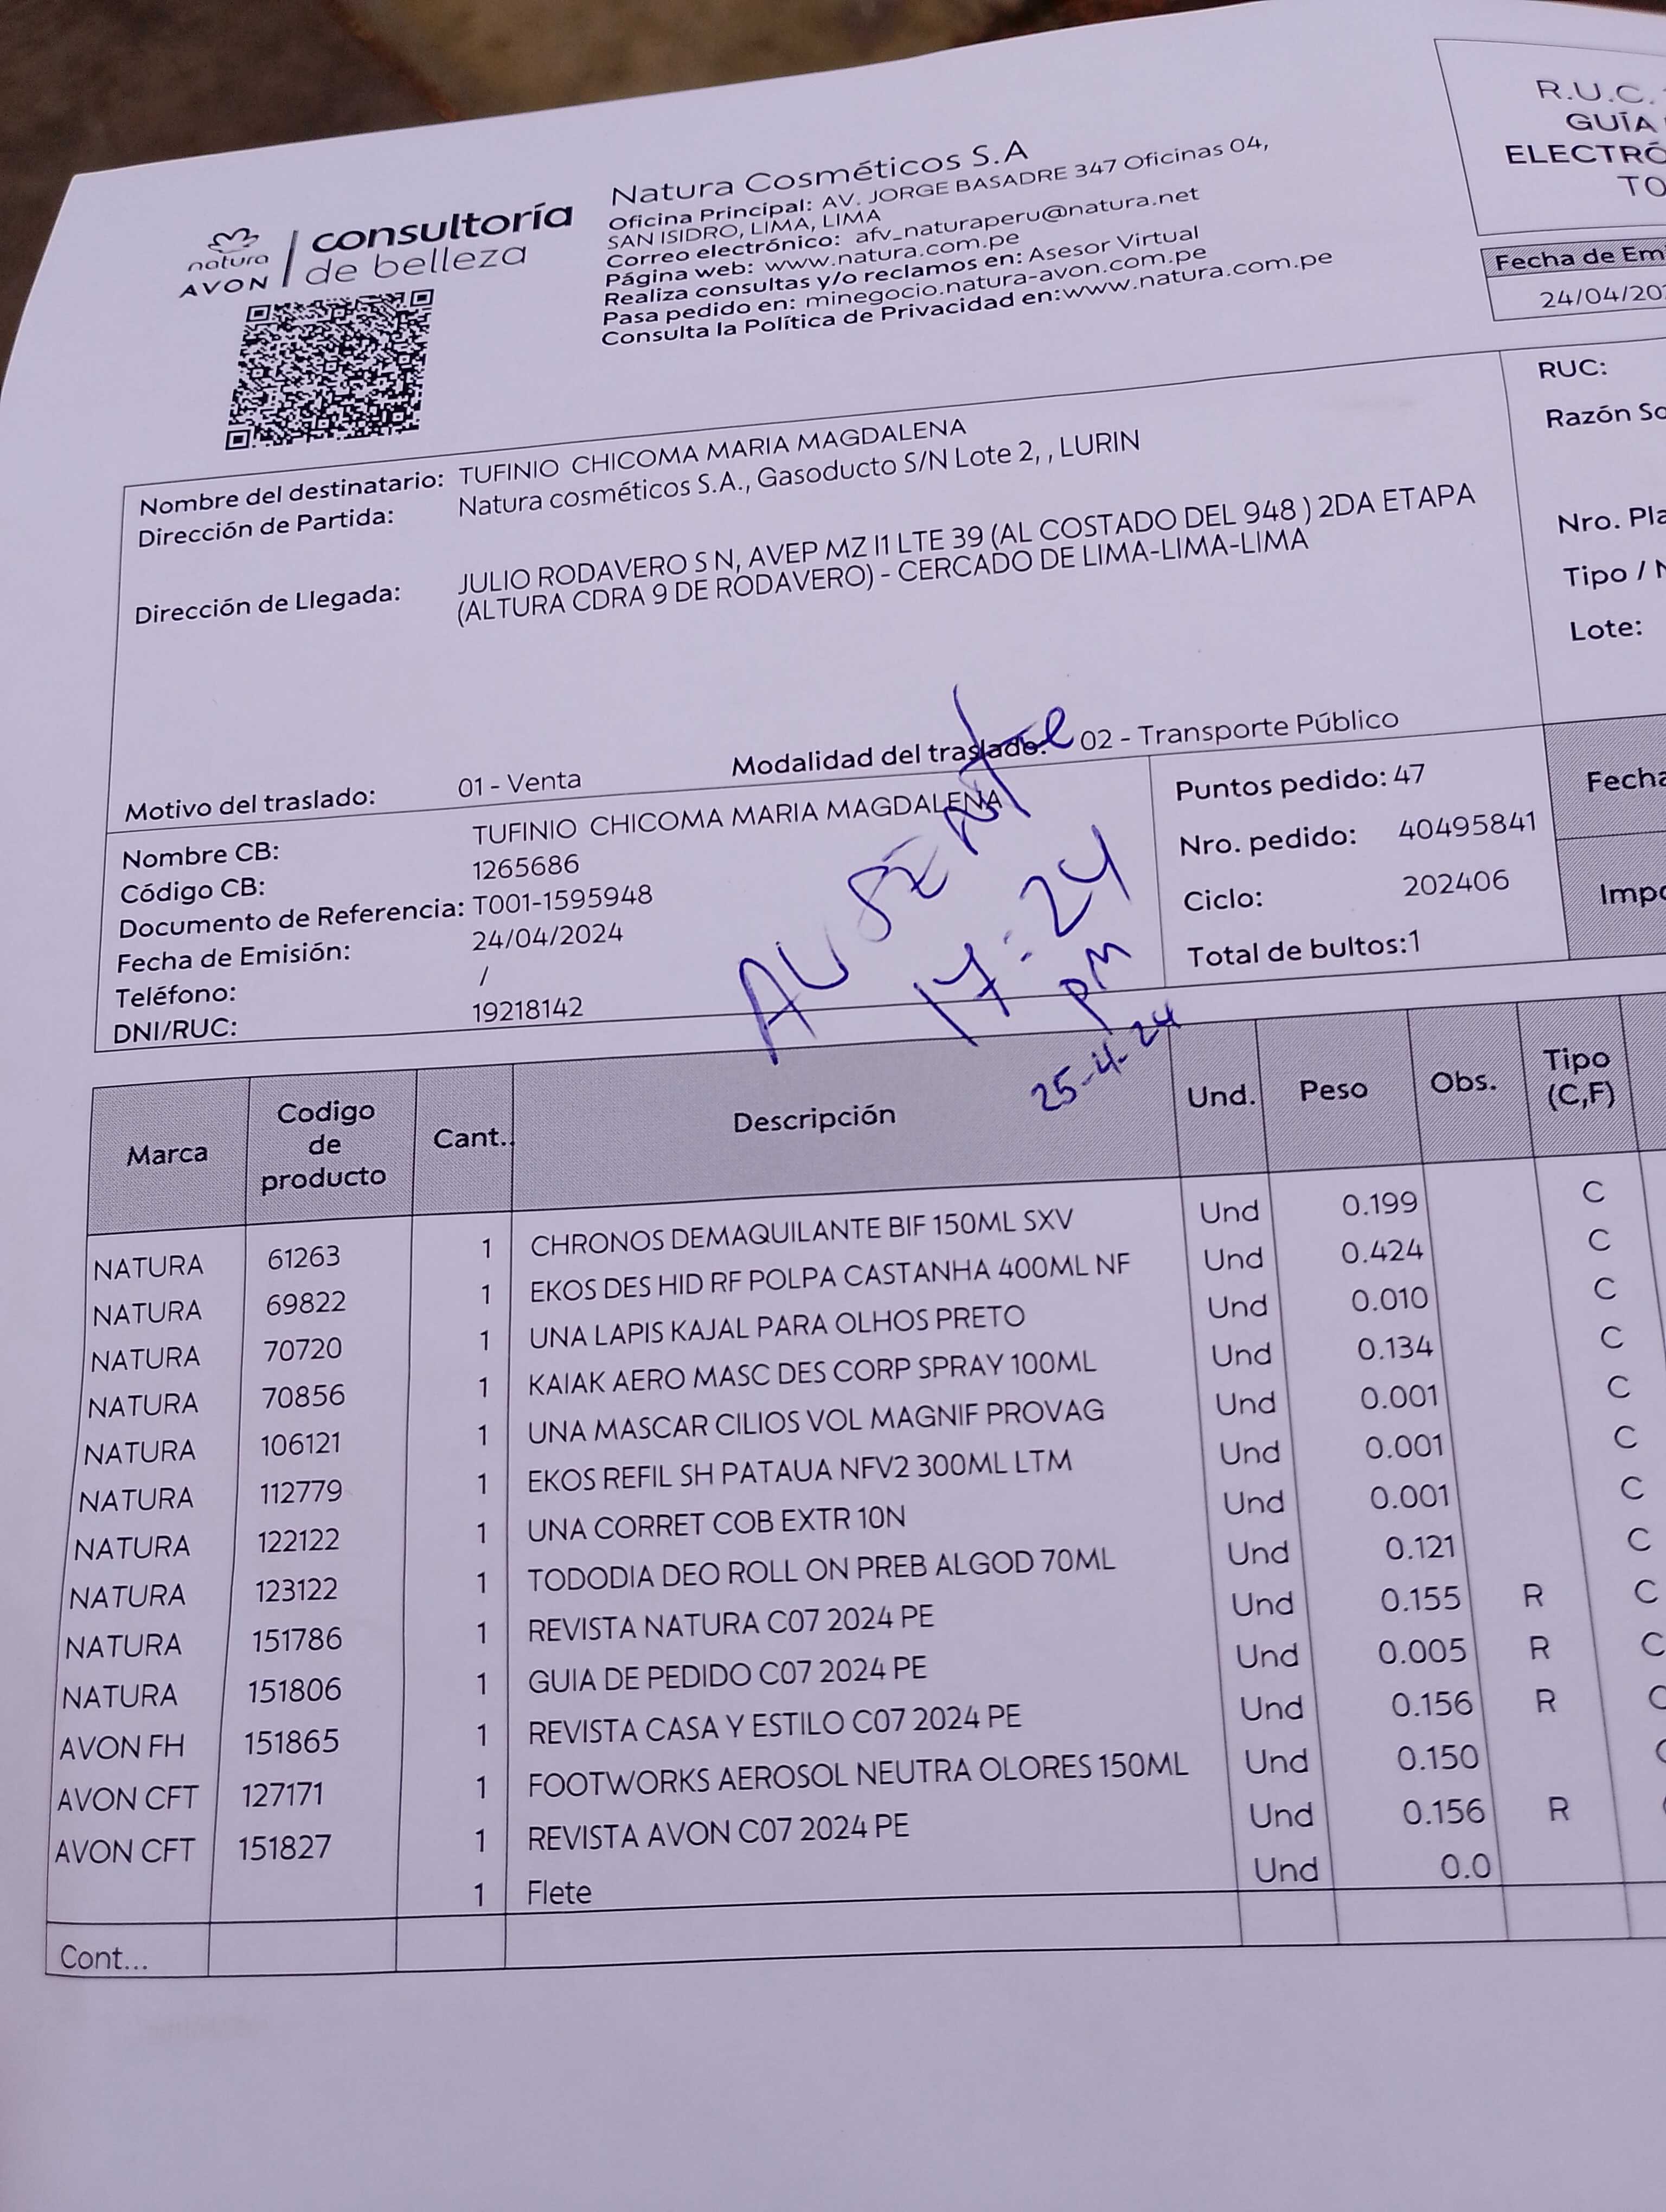 natura
AVON
consultoría
de belleza
Natura Cosméticos S.A
Oficina Principal: AV. JORGE BASADRE 347 Oficinas 04,
SAN ISIDRO, LIMA, LIMA
Correo electrónico: afv_naturaperu@natura.net
Página web: www.natura.com.pe
Realiza consultas y/o reclamos en: Asesor Virtual
Pasa pedido en: minegocio.natura-avon.com.pe
Consulta la Política de Privacidad en:www.natura.com.pe
R.U.C.
GUÍA
ELECTRÓ
TO
Fecha de Em
24/04/20
Nombre del destinatario: TUFINIO CHICOMA MARIA MAGDALENA
Dirección de Partida: Natura cosméticos S.A., Gasoducto S/N Lote 2, , LURIN
Dirección de Llegada: JULIO RODAVERO S N, AVEP MZ I1 LTE 39 (AL COSTADO DEL 948 ) 2DA ETAPA
(ALTURA CDRA 9 DE RODAVERO) - CERCADO DE LIMA-LIMA-LIMA
RUC:
Razón So
Nro. Pla
Tipo / N
Lote:
Motivo del traslado: 01 - Venta Modalidad del traslado: 02 - Transporte Público
Nombre CB: TUFINIO CHICOMA MARIA MAGDALENA
Código CB: 1265686
Documento de Referencia: T001-1595948
Fecha de Emisión: 24/04/2024
Teléfono: /
DNI/RUC: 19218142
AUSENTE
17:24
PM
25-4-24
Puntos pedido: 47
Nro. pedido: 40495841
Ciclo: 202406
Total de bultos:1
Fecha
Impo
Marca Codigo de producto Cant.. Descripción Und. Peso Obs. Tipo (C,F)
NATURA 61263 1 CHRONOS DEMAQUILANTE BIF 150ML SXV Und 0.199 C
NATURA 69822 1 EKOS DES HID RF POLPA CASTANHA 400ML NF Und 0.424 C
NATURA 70720 1 UNA LAPIS KAJAL PARA OLHOS PRETO Und 0.010 C
NATURA 70856 1 KAIAK AERO MASC DES CORP SPRAY 100ML Und 0.134 C
NATURA 106121 1 UNA MASCAR CILIOS VOL MAGNIF PROVAG Und 0.001 C
NATURA 112779 1 EKOS REFIL SH PATAUA NFV2 300ML LTM Und 0.001 C
NATURA 122122 1 UNA CORRET COB EXTR 10N Und 0.001 C
NATURA 123122 1 TODODIA DEO ROLL ON PREB ALGOD 70ML Und 0.121 C
NATURA 151786 1 REVISTA NATURA C07 2024 PE Und 0.155 R C
NATURA 151806 1 GUIA DE PEDIDO C07 2024 PE Und 0.005 R C
AVON FH 151865 1 REVISTA CASA Y ESTILO C07 2024 PE Und 0.156 R C
AVON CFT 127171 1 FOOTWORKS AEROSOL NEUTRA OLORES 150ML Und 0.150
AVON CFT 151827 1 REVISTA AVON C07 2024 PE Und 0.156 R
1 Flete Und 0.0
Cont...